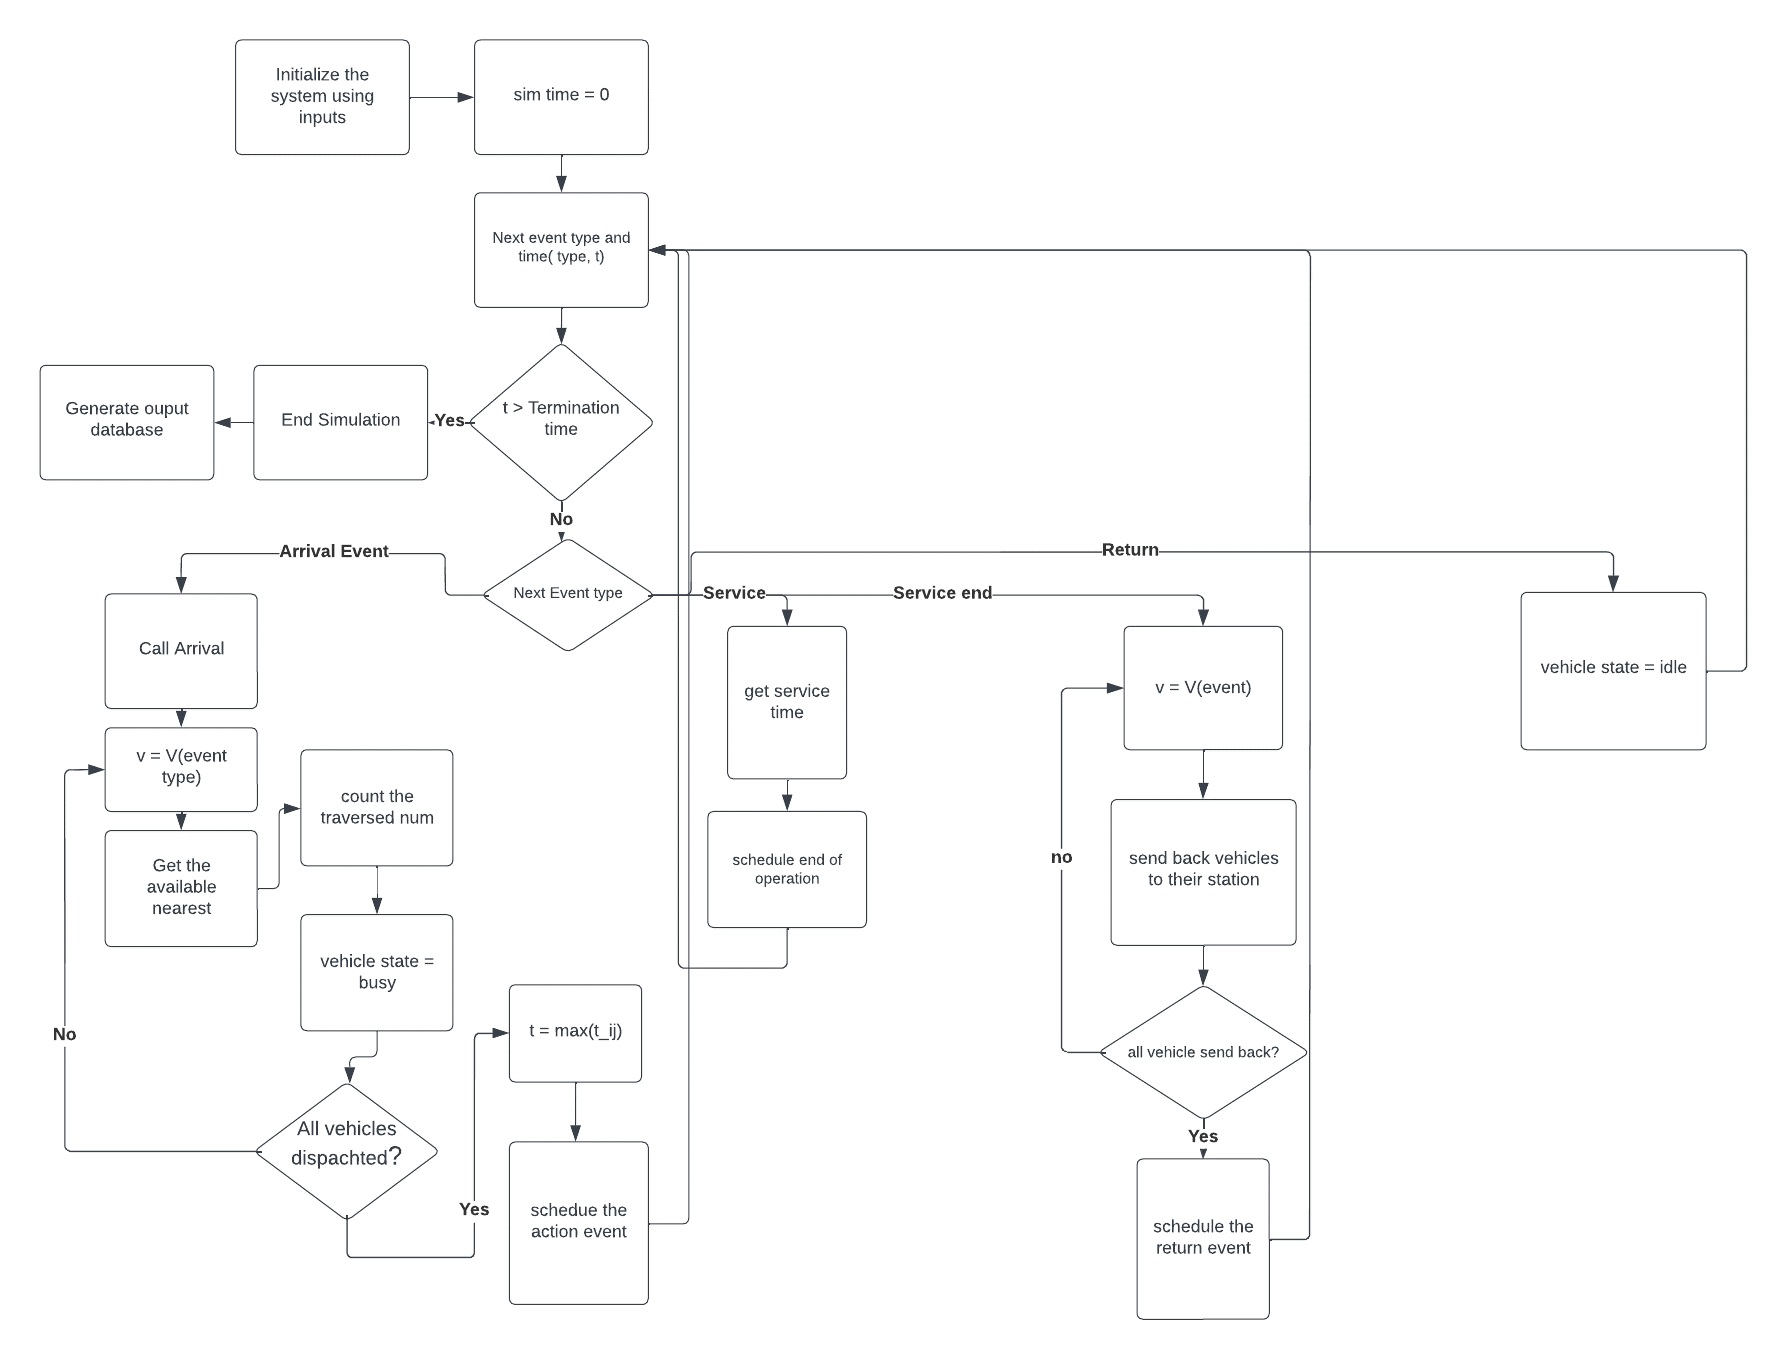 Initialize the
system using
inputs
sim time = 0
Next event type and
time( type, t)
Generate ouput
database
End Simulation
Yes
t > Termination
time
No
Arrival Event
Next Event type
Return
Service
Service end
Call Arrival
get service
time
v = V(event)
vehicle state = idle
v = V(event
type)
count the
traversed num
Get the
available
nearest
schedule end of
operation
no
send back vehicles
to their station
vehicle state =
busy
No
t = max(t_ij)
all vehicle send back?
All vehicles
dispachted?
Yes
Yes
schedue the
action event
schedule the
return event